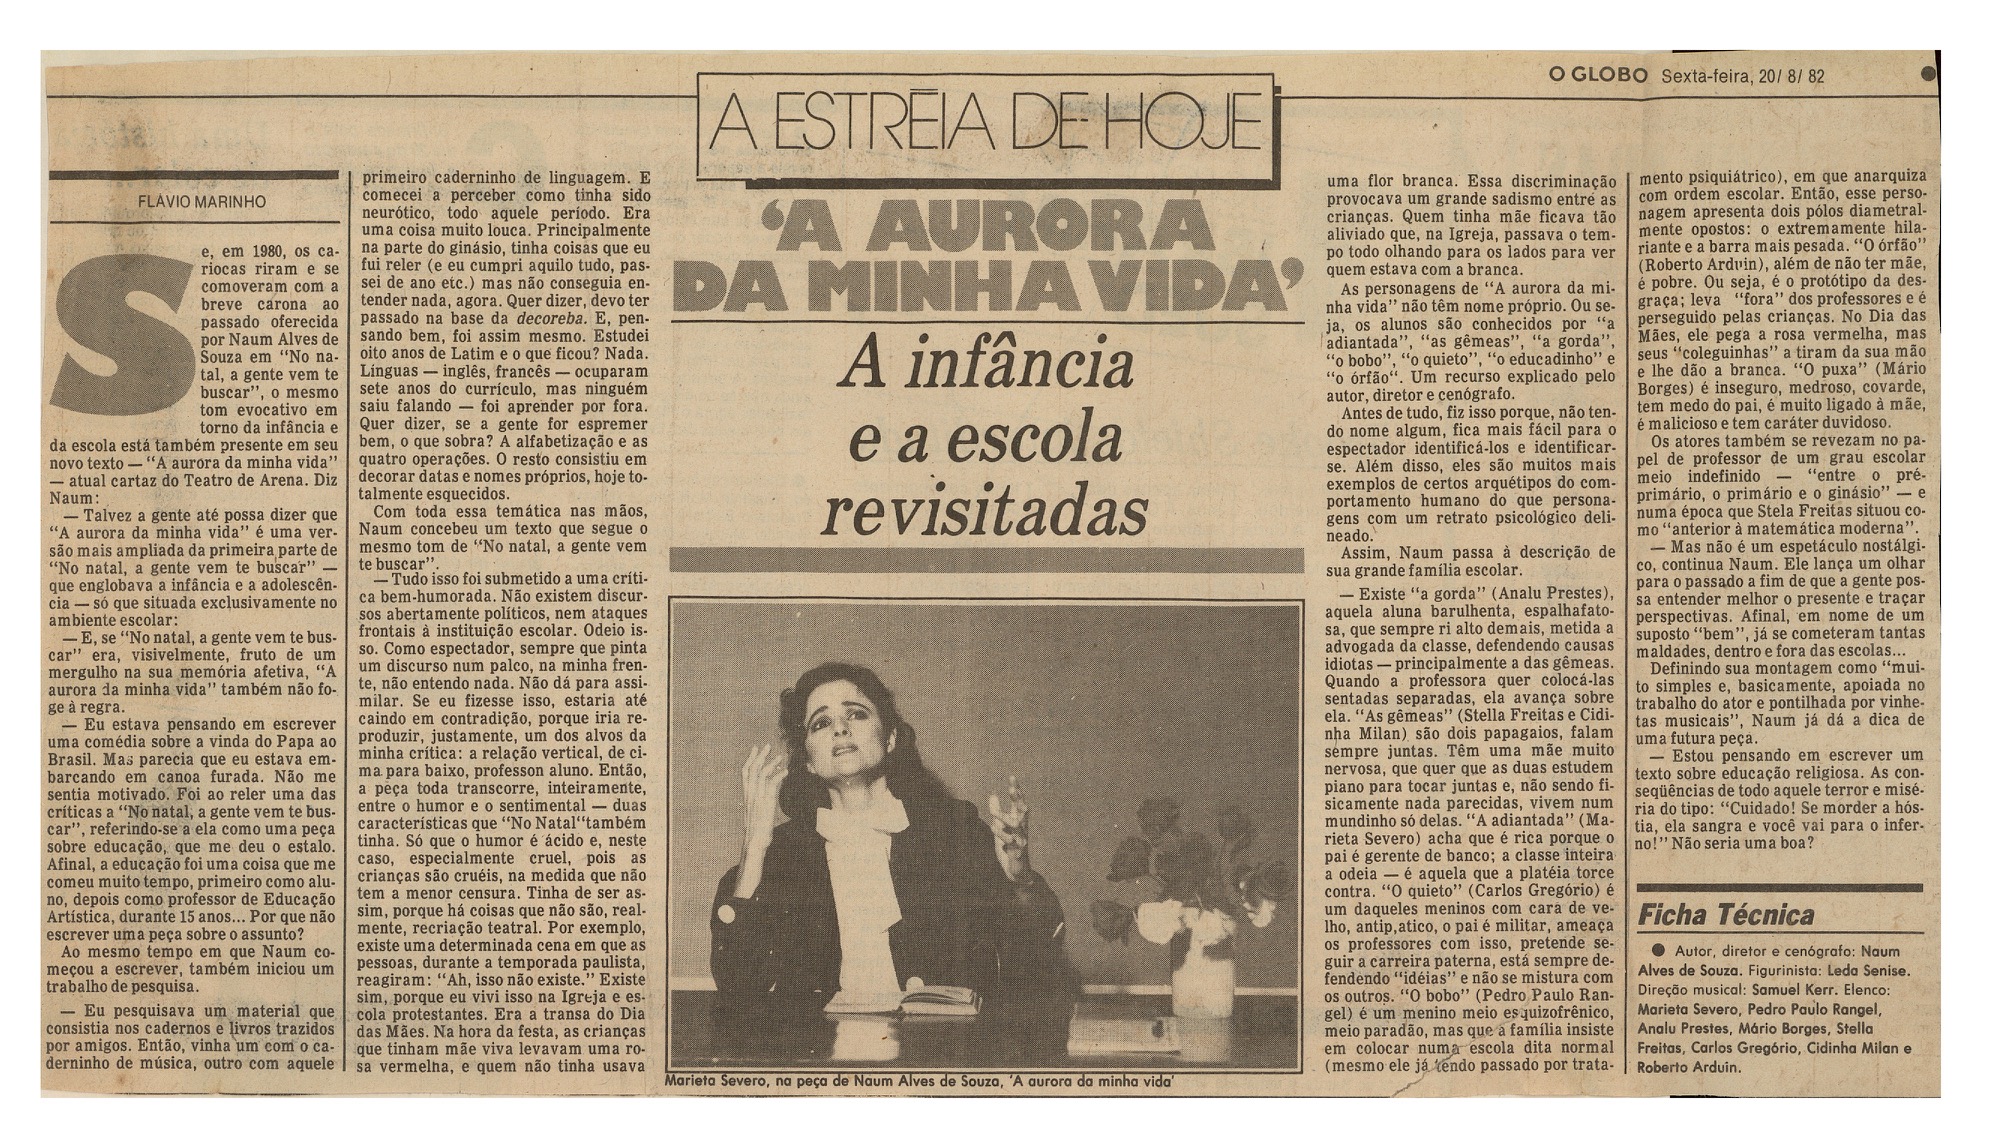 O GLOBO Sexta-feira, 20/ 8/ 82
A ESTRÉIA DE HOJE
'A AURORA
DA MINHA VIDA'
A infância
e a escola
revisitadas
FLAVIO MARINHO
Se, em 1980, os ca-
riocas riram e se
comoveram com a
breve carona ao
passado oferecida
por Naum Alves de
Souza em “No na-
tal, a gente vem te
buscar”, o mesmo
tom evocativo em
torno da infância e
da escola está também presente em seu
novo texto — “A aurora da minha vida”
— atual cartaz do Teatro de Arena. Diz
Naum:
— Talvez a gente até possa dizer que
“A aurora da minha vida” é uma ver-
são mais ampliada da primeira parte de
“No natal, a gente vem te buscar” —
que englobava a infância e a adolescên-
cia — só que situada exclusivamente no
ambiente escolar:
— E, se “No natal, a gente vem te bus-
car” era, visivelmente, fruto de um
mergulho na sua memória afetiva, “A
aurora da minha vida” também não fo-
ge à regra.
— Eu estava pensando em escrever
uma comédia sobre a vinda do Papa ao
Brasil. Mas parecia que eu estava em-
barcando em canoa furada. Não me
sentia motivado. Foi ao reler uma das
críticas a “No natal, a gente vem te bus-
car”, referindo-se a ela como uma peça
sobre educação, que me deu o estalo.
Afinal, a educação foi uma coisa que me
comeu muito tempo, primeiro como alu-
no, depois como professor de Educação
Artística, durante 15 anos... Por que não
escrever uma peça sobre o assunto?
Ao mesmo tempo em que Naum co-
meçou a escrever, também iniciou um
trabalho de pesquisa.
— Eu pesquisava um material que
consistia nos cadernos e livros trazidos
por amigos. Então, vinha um com o ca-
derninho de música, outro com aquele
primeiro caderninho de linguagem. E
comecei a perceber como tinha sido
neurótico, todo aquele período. Era
uma coisa muito louca. Principalmente
na parte do ginásio, tinha coisas que eu
fui reler (e eu cumpri aquilo tudo, pas-
sei de ano etc.) mas não conseguia en-
tender nada, agora. Quer dizer, devo ter
passado na base da decoreba. E, pen-
sando bem, foi assim mesmo. Estudei
oito anos de Latim e o que ficou? Nada.
Línguas — inglês, francês — ocuparam
sete anos do currículo, mas ninguém
saiu falando — foi aprender por fora.
Quer dizer, se a gente for espremer
bem, o que sobra? A alfabetização e as
quatro operações. O resto consistiu em
decorar datas e nomes próprios, hoje to-
talmente esquecidos.
Com toda essa temática nas mãos,
Naum concebeu um texto que segue o
mesmo tom de “No natal, a gente vem
te buscar”.
— Tudo isso foi submetido a uma críti-
ca bem-humorada. Não existem discur-
sos abertamente políticos, nem ataques
frontais à instituição escolar. Odeio is-
so. Como espectador, sempre que pinta
um discurso num palco, na minha fren-
te, não entendo nada. Não dá para assi-
milar. Se eu fizesse isso, estaria até
caindo em contradição, porque iria re-
produzir, justamente, um dos alvos da
minha crítica: a relação vertical, de ci-
ma para baixo, professon aluno. Então,
a peça toda transcorre, inteiramente,
entre o humor e o sentimental — duas
características que “No Natal“também
tinha. Só que o humor é ácido e, neste
caso, especialmente cruel, pois as
crianças são cruéis, na medida que não
tem a menor censura. Tinha de ser as-
sim, porque há coisas que não são, real-
mente, recriação teatral. Por exemplo,
existe uma determinada cena em que as
pessoas, durante a temporada paulista,
reagiram: “Ah, isso não existe.” Existe
sim, porque eu vivi isso na Igreja e es-
cola protestantes. Era a transa do Dia
das Mães. Na hora da festa, as crianças
que tinham mãe viva levavam uma ro-
sa vermelha, e quem não tinha usava
Marieta Severo, na peça de Naum Alves de Souza, 'A aurora da minha vida'
uma flor branca. Essa discriminação
provocava um grande sadismo entré as
crianças. Quem tinha mãe ficava tão
aliviado que, na Igreja, passava o tem-
po todo olhando para os lados para ver
quem estava com a branca.
As personagens de “A aurora da mi-
nha vida” não têm nome próprio. Ou se-
ja, os alunos são conhecidos por “a
adiantada”, “as gêmeas”, “a gorda”,
“o bobo”, “o quieto”, “o educadinho” e
“o órfão“. Um recurso explicado pelo
autor, diretor e cenógrafo.
Antes de tudo, fiz isso porque, não ten-
do nome algum, fica mais fácil para o
espectador identificá-los e identificar-
se. Além disso, eles são muitos mais
exemplos de certos arquétipos do com-
portamento humano do que persona-
gens com um retrato psicológico deli-
neado.
Assim, Naum passa à descrição de
sua grande família escolar.
— Existe “a gorda” (Analu Prestes),
aquela aluna barulhenta, espalhafato-
sa, que sempre ri alto demais, metida a
advogada da classe, defendendo causas
idiotas — principalmente a das gêmeas.
Quando a professora quer colocá-las
sentadas separadas, ela avança sobre
ela. “As gêmeas” (Stella Freitas e Cidi-
nha Milan) são dois papagaios, falam
sempre juntas. Têm uma mãe muito
nervosa, que quer que as duas estudem
piano para tocar juntas e, não sendo fi-
sicamente nada parecidas, vivem num
mundinho só delas. “A adiantada” (Ma-
rieta Severo) acha que é rica porque o
pai é gerente de banco; a classe inteira
a odeia — é aquela que a platéia torce
contra. “O quieto” (Carlos Gregório) é
um daqueles meninos com cara de ve-
lho, antip,atico, o pai é militar, ameaça
os professores com isso, pretende se-
guir a carreira paterna, está sempre de-
fendendo “idéias” e não se mistura com
os outros. “O bobo” (Pedro Paulo Ran-
gel) é um menino meio esquizofrênico,
meio paradão, mas que a família insiste
em colocar numa escola dita normal
(mesmo ele já tendo passado por trata-
mento psiquiátrico), em que anarquiza
com ordem escolar. Então, esse perso-
nagem apresenta dois pólos diametral-
mente opostos: o extremamente hila-
riante e a barra mais pesada. “O órfão”
(Roberto Arduin), além de não ter mãe,
é pobre. Ou seja, é o protótipo da des-
graça; leva “fora” dos professores e é
perseguido pelas crianças. No Dia das
Mães, ele pega a rosa vermelha, mas
seus “coleguinhas” a tiram da sua mão
e lhe dão a branca. “O puxa” (Mário
Borges) é inseguro, medroso, covarde,
tem medo do pai, é muito ligado à mãe,
é malicioso e tem caráter duvidoso.
Os atores também se revezam no pa-
pel de professor de um grau escolar
meio indefinido — “entre o pré-
primário, o primário e o ginásio” — e
numa época que Stela Freitas situou co-
mo “anterior à matemática moderna”.
— Mas não é um espetáculo nostálgi-
co, continua Naum. Ele lança um olhar
para o passado a fim de que a gente pos-
sa entender melhor o presente e traçar
perspectivas. Afinal, em nome de um
suposto “bem”, já se cometeram tantas
maldades, dentro e fora das escolas...
Definindo sua montagem como “mui-
to simples e, basicamente, apoiada no
trabalho do ator e pontilhada por vinhe-
tas musicais”, Naum já dá a dica de
uma futura peça.
— Estou pensando em escrever um
texto sobre educação religiosa. As con-
seqüências de todo aquele terror e misé-
ria do tipo: “Cuidado! Se morder a hós-
tia, ela sangra e você vai para o infer-
no!” Não seria uma boa?
Ficha Técnica
● Autor, diretor e cenógrafo: Naum
Alves de Souza. Figurinista: Leda Senise.
Direção musical: Samuel Kerr. Elenco:
Marieta Severo, Pedro Paulo Rangel,
Analu Prestes, Mário Borges, Stella
Freitas, Carlos Gregório, Cidinha Milan e
Roberto Arduin.